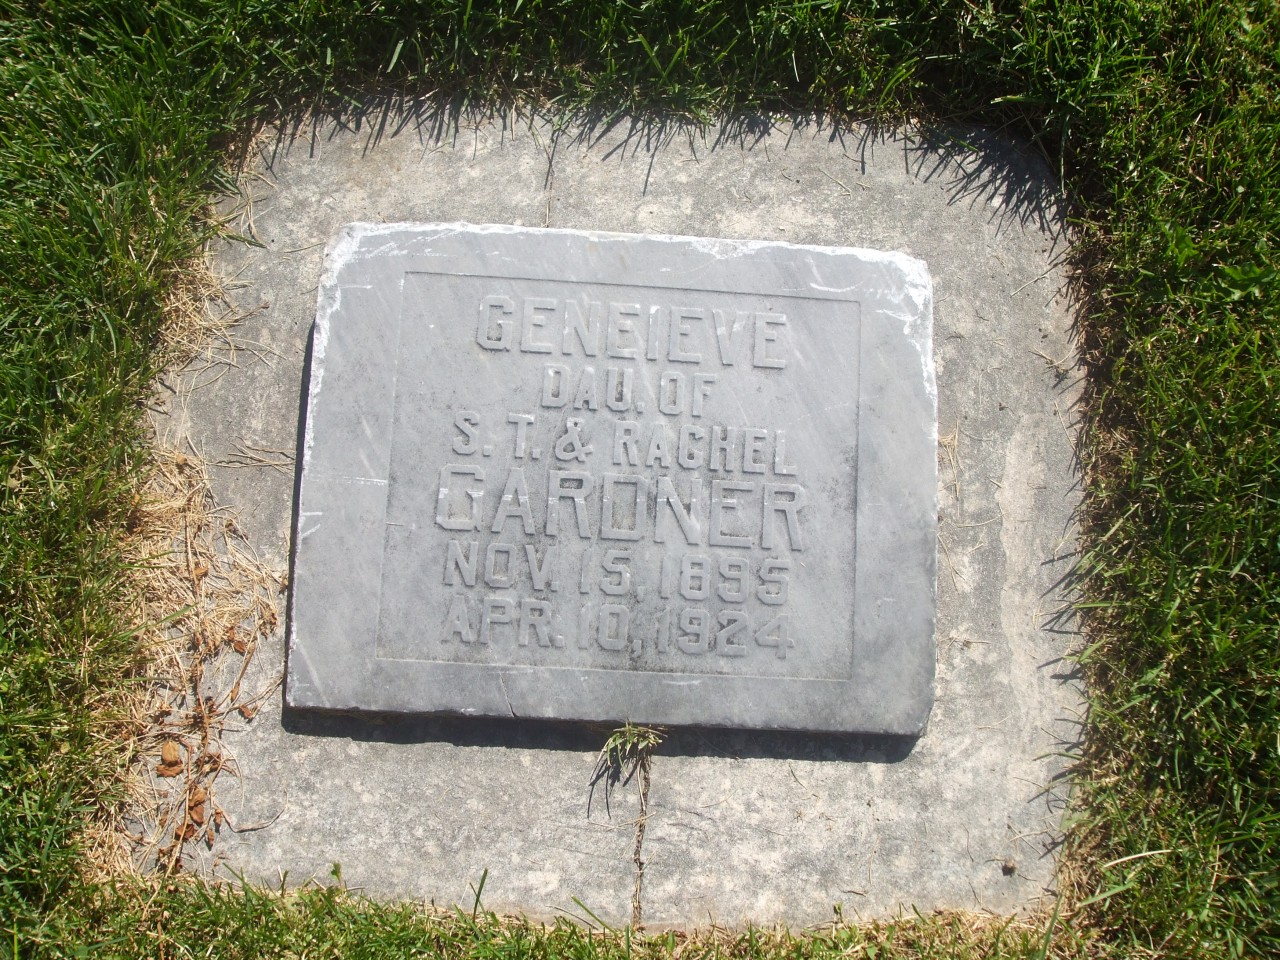 GENEIEVE
DAU. OF
S. T. & RACHEL
GARDNER
NOV. 15, 1895
APR. 10, 1924